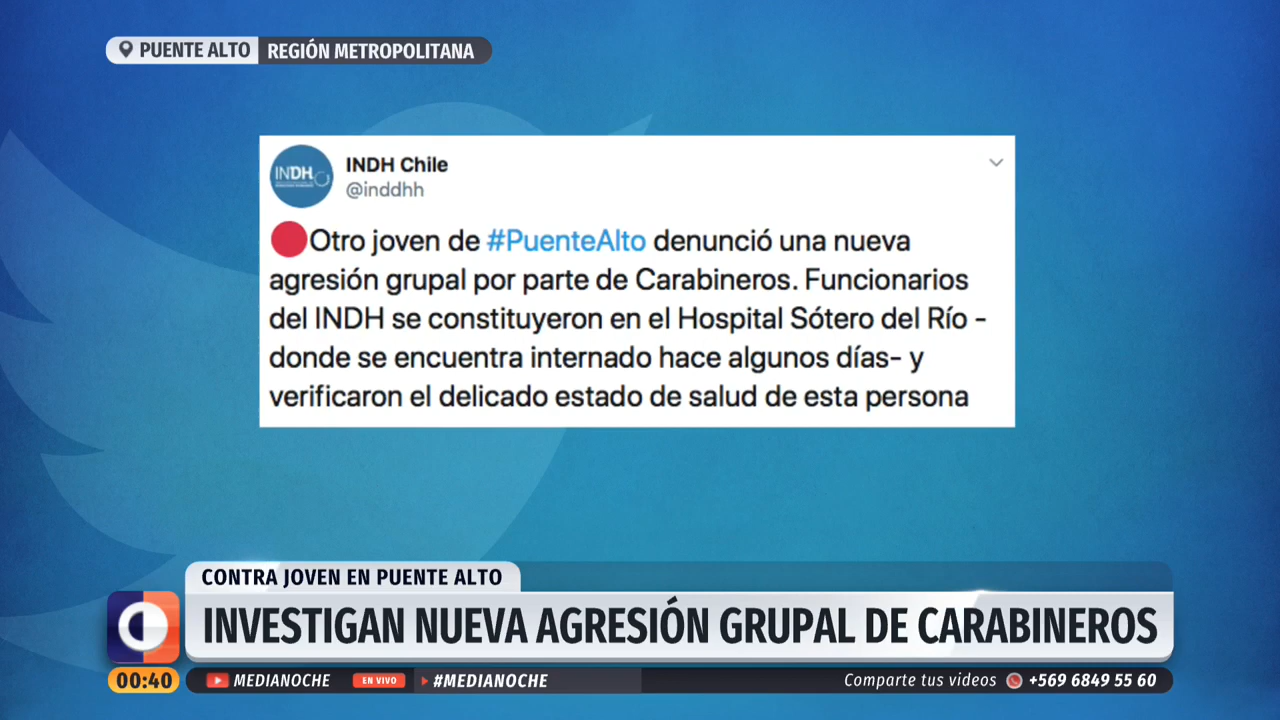 PUENTE ALTO REGIÓN METROPOLITANA
INDH
INDH Chile
@inddhh
🔴Otro joven de #PuenteAlto denunció una nueva
agresión grupal por parte de Carabineros. Funcionarios
del INDH se constituyeron en el Hospital Sótero del Río -
donde se encuentra internado hace algunos días- y
verificaron el delicado estado de salud de esta persona
CONTRA JOVEN EN PUENTE ALTO
INVESTIGAN NUEVA AGRESIÓN GRUPAL DE CARABINEROS
00:40 MEDIANOCHE EN VIVO #MEDIANOCHE Comparte tus videos +569 6849 55 60